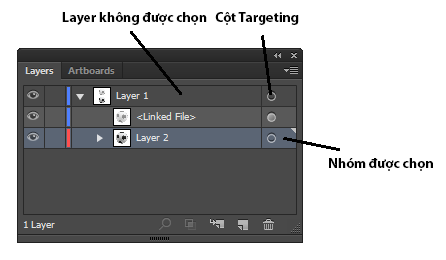 Layer không được chọn Cột Targeting
Layers Artboards
Layer 1
<Linked File>
Layer 2
Nhóm được chọn
1 Layer